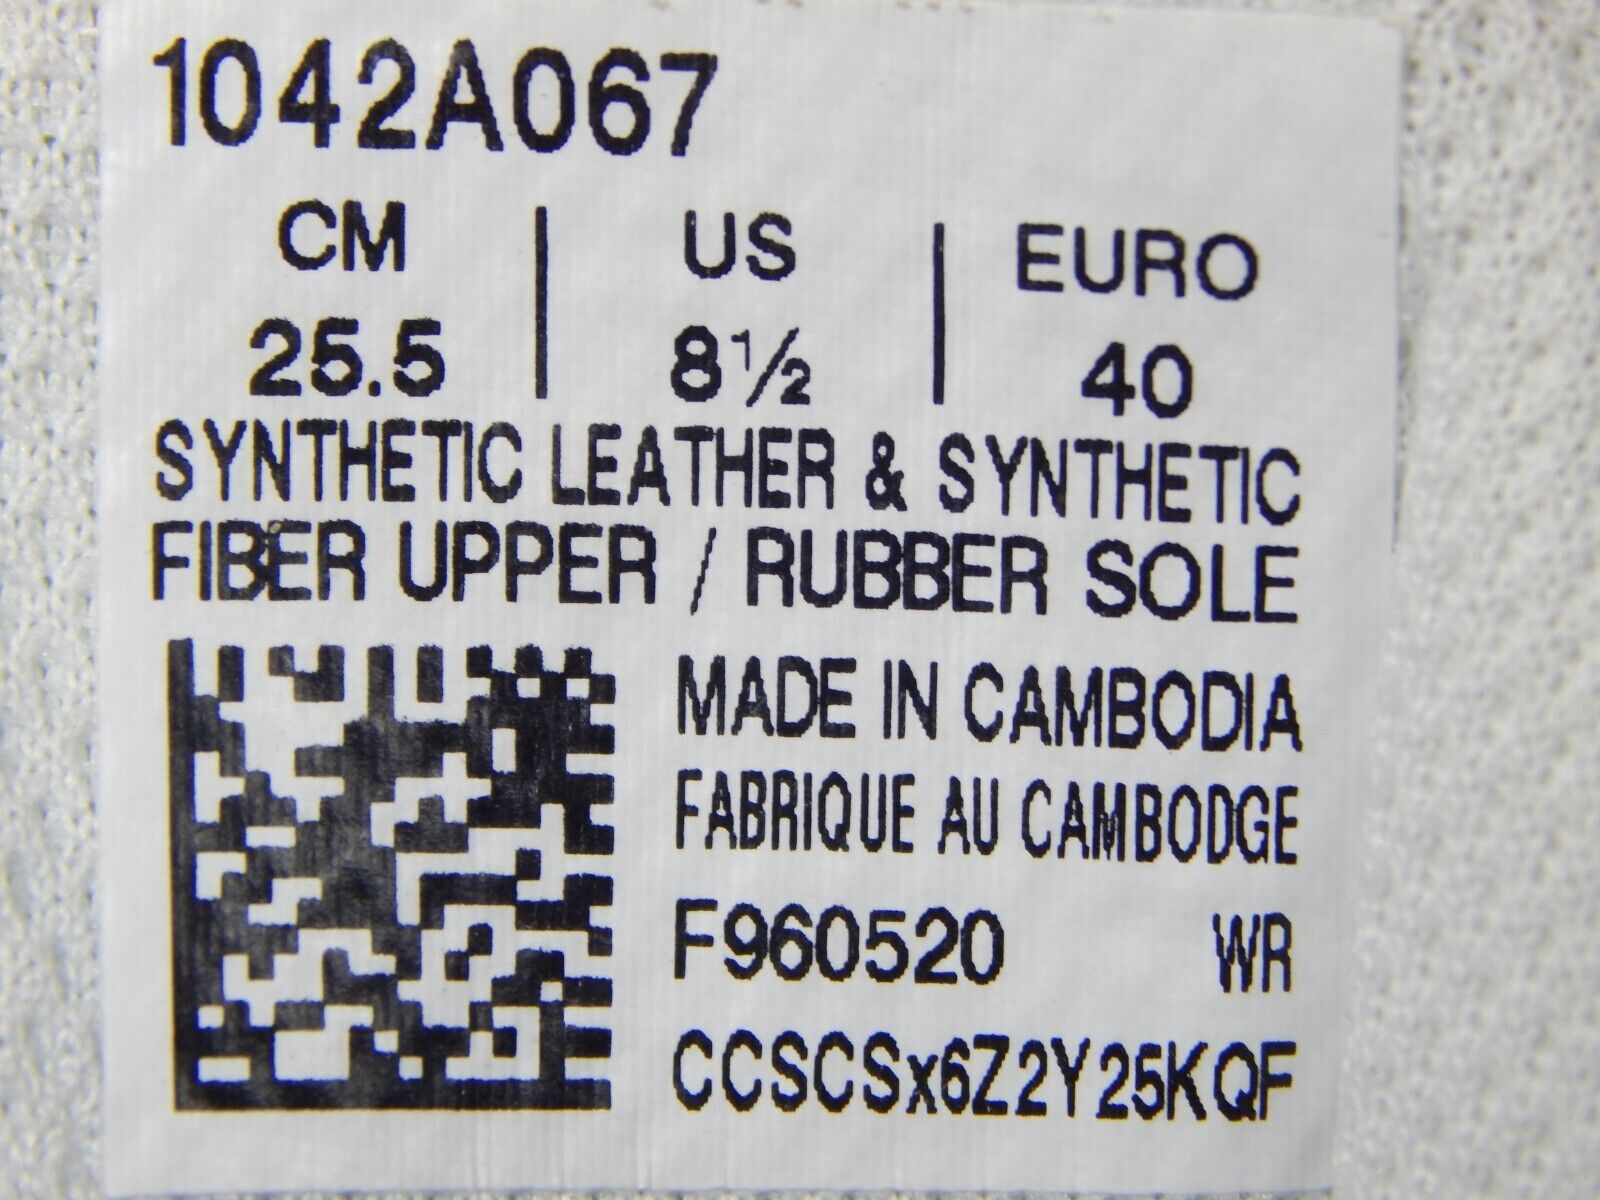 1042A067
CM | US | EURO
25.5 | 8½ | 40
SYNTHETIC LEATHER & SYNTHETIC
FIBER UPPER / RUBBER SOLE
MADE IN CAMBODIA
FABRIQUE AU CAMBODGE
F960520 WR
CCSCSx6Z2Y25KQF